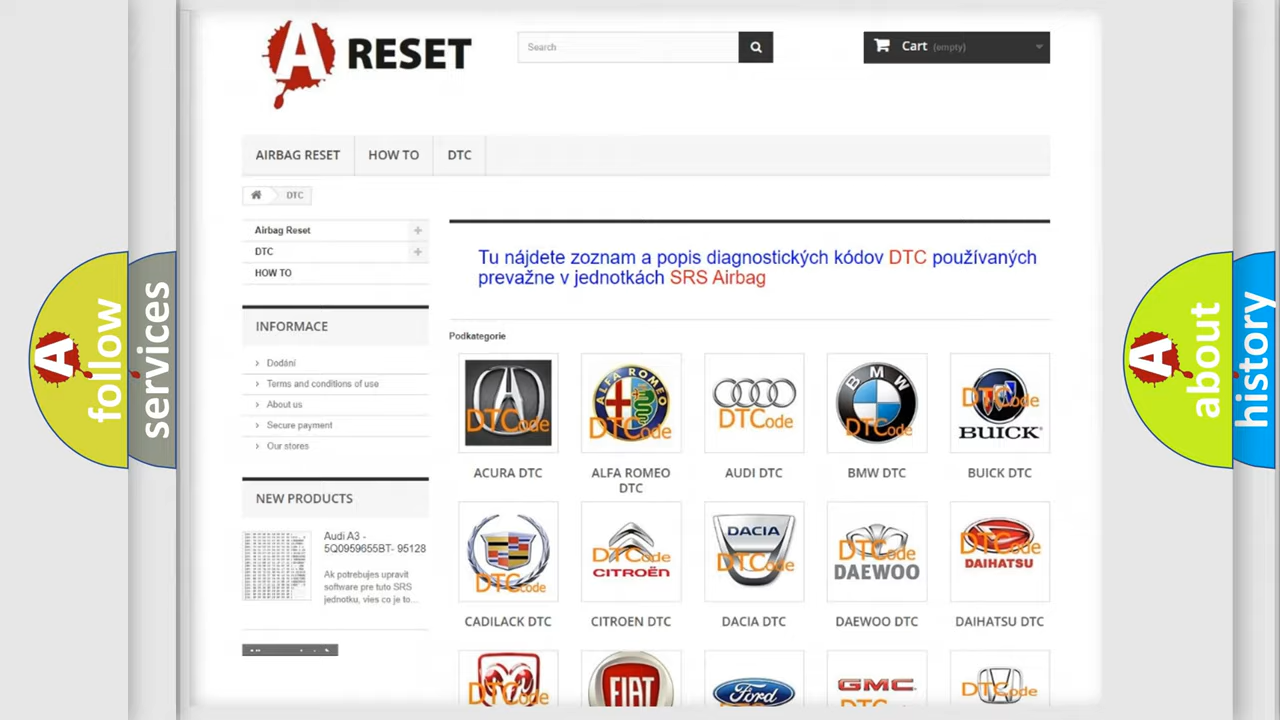 A RESET
Search
Cart (empty)
AIRBAG RESET
HOW TO
DTC
DTC
Airbag Reset
DTC
HOW TO
INFORMACE
Dodání
Terms and conditions of use
About us
Secure payment
Our stores
NEW PRODUCTS
Audi A3 -
5Q0959655BT- 95128
Ak potrebujes upravit
software pre tuto SRS
jednotku, vies co je to...
Tu nájdete zoznam a popis diagnostických kódov DTC používaných
prevažne v jednotkách SRS Airbag
Podkategorie
DTCode
ALFA ROMEO
DTCode
DTCode
BMW
DTCode
DTCode
BUICK
ACURA DTC
ALFA ROMEO
DTC
AUDI DTC
BMW DTC
BUICK DTC
DTCode
DTCode
CITROËN
DACIA
DTCode
DTCode
DAEWOO
DTCode
DAIHATSU
CADILACK DTC
CITROEN DTC
DACIA DTC
DAEWOO DTC
DAIHATSU DTC
DTCode
FIAT
Ford
GMC
DTCode
A follow
services
A about
history